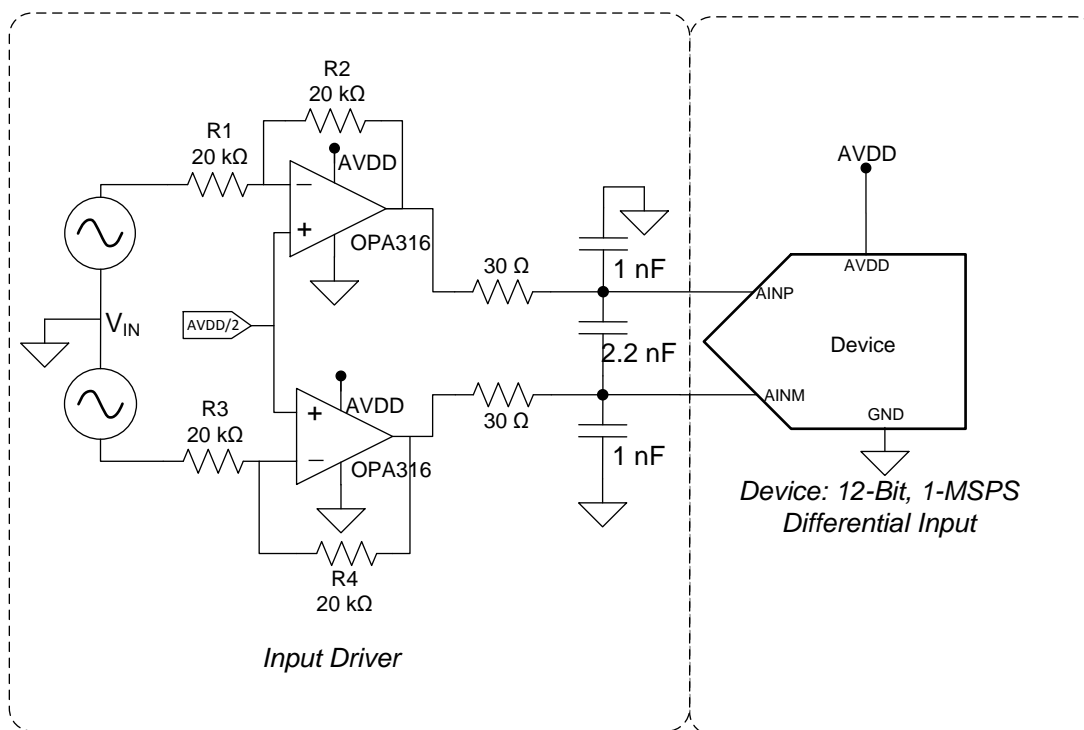 R2
20 kΩ
R1
20 kΩ
AVDD
−
+
OPA316
1 nF
30 Ω
AVDD
AVDD
AINP
VIN
AVDD/2
2.2 nF
Device
AINM
30 Ω
GND
R3
20 kΩ
+
AVDD
−
OPA316
1 nF
R4
20 kΩ
Device: 12-Bit, 1-MSPS
Differential Input
Input Driver